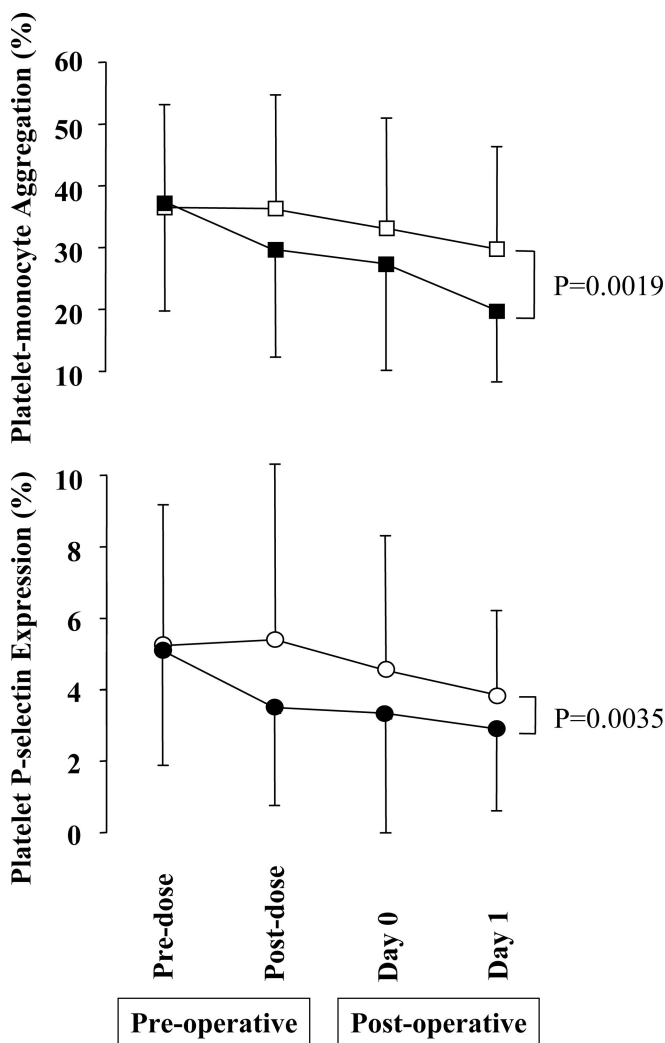 Platelet-monocyte Aggregation (%)
60
50
40
30
20
10
P=0.0019
Platelet P-selectin Expression (%)
10
8
6
4
2
0
P=0.0035
Pre-dose
Post-dose
Day 0
Day 1
Pre-operative
Post-operative